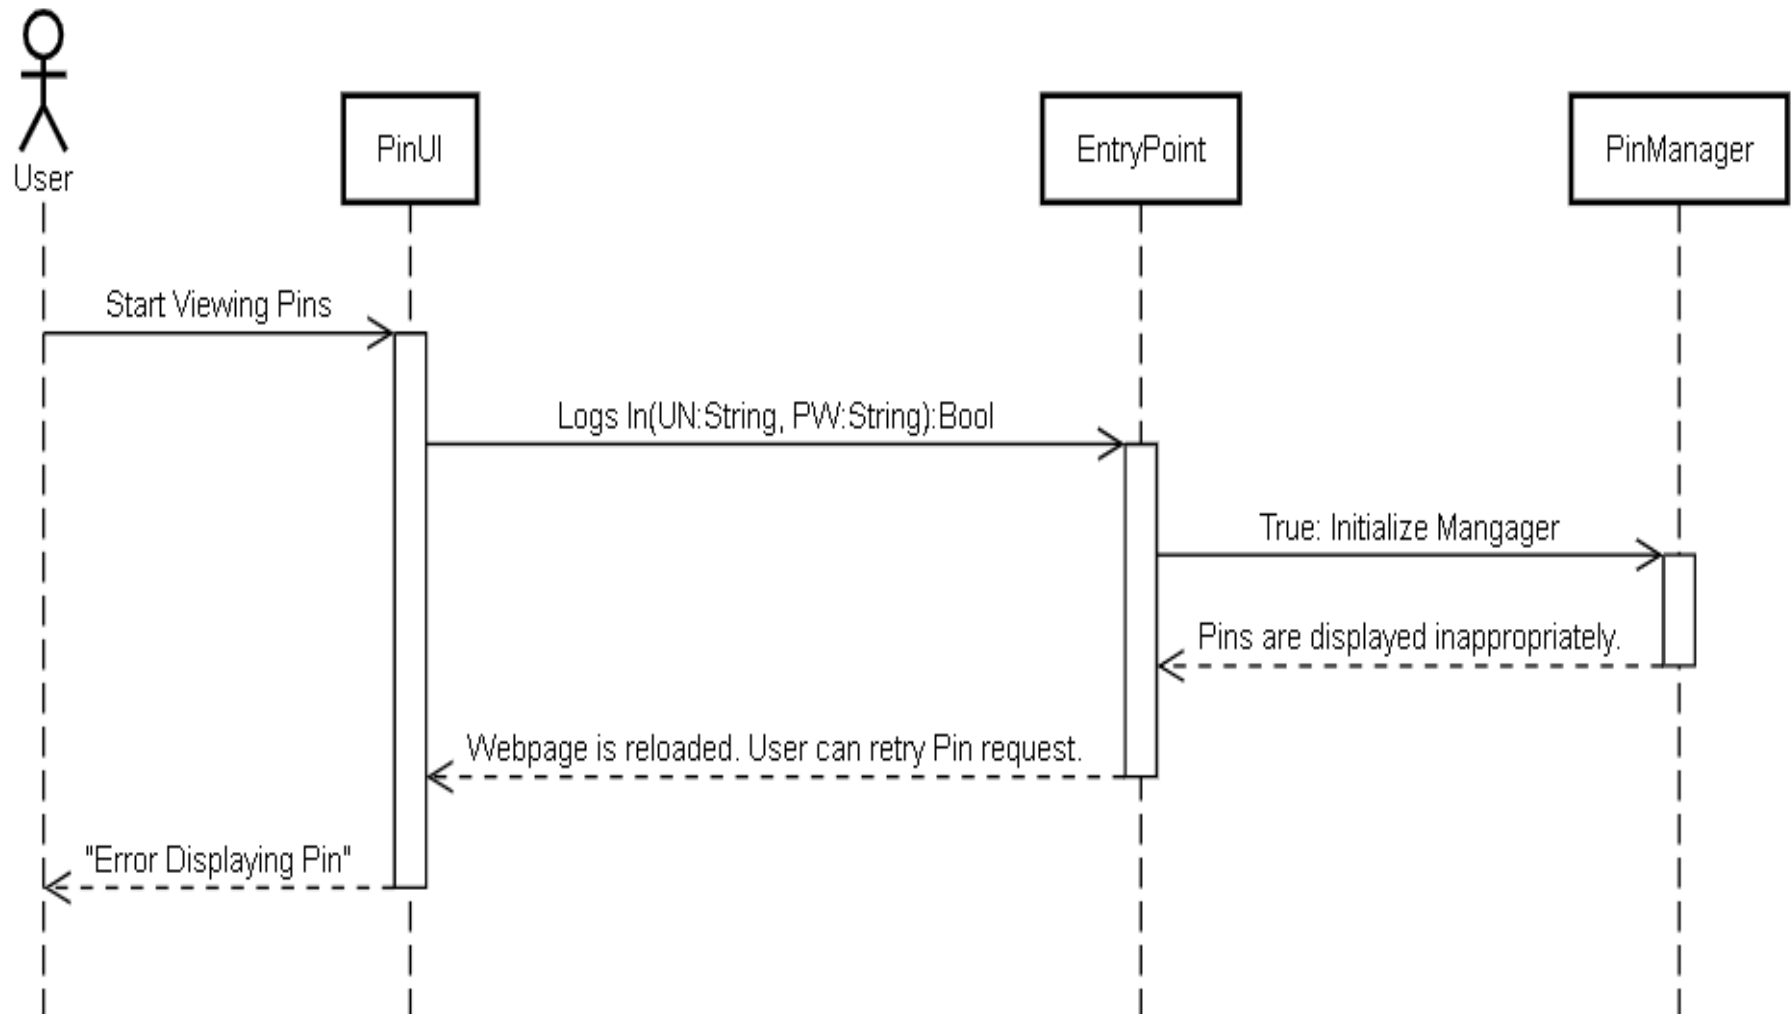 User
PinUI
EntryPoint
PinManager
Start Viewing Pins
Logs In(UN:String, PW:String):Bool
True: Initialize Mangager
Pins are displayed inappropriately.
Webpage is reloaded. User can retry Pin request.
"Error Displaying Pin"